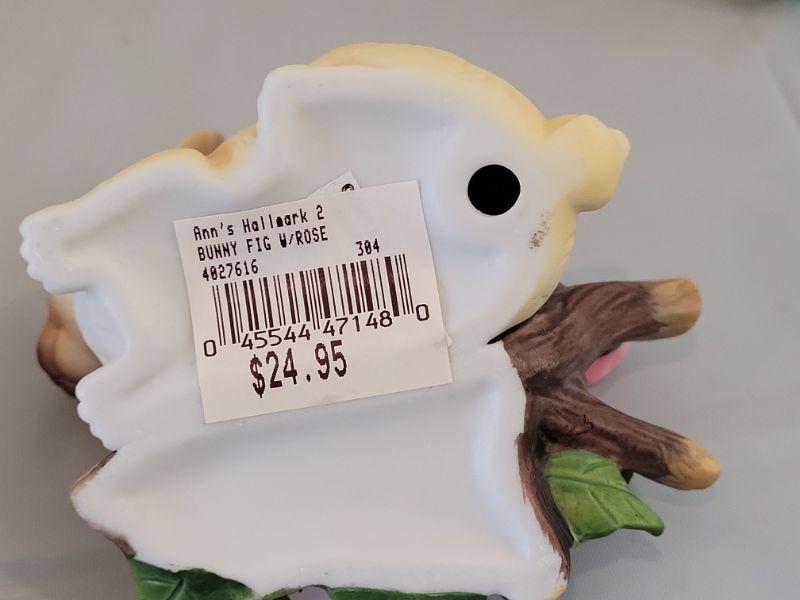 Ann's Hallmark 2
BUNNY FIG W/ROSE
4027616 304
0 45544 47148 0
$24.95